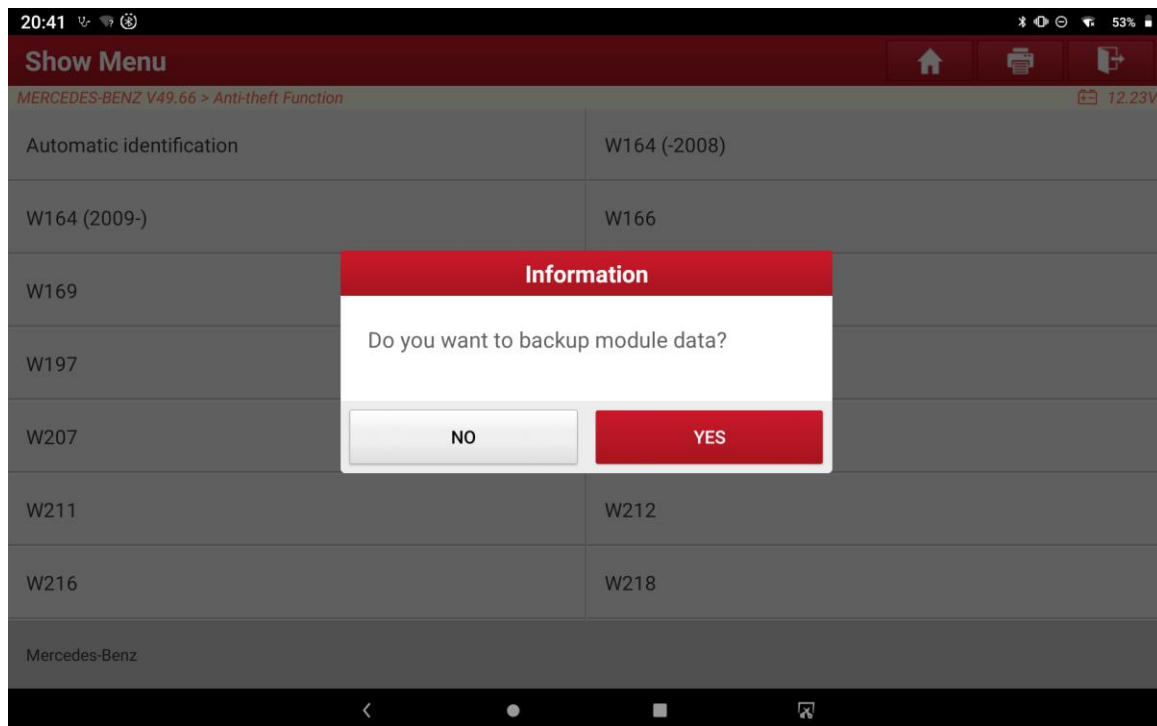 20:41 53%
Show Menu
MERCEDES-BENZ V49.66 > Anti-theft Function 12.23V
Automatic identification W164 (-2008)
W164 (2009-) W166
W169
W197
W207
W211 W212
W216 W218
Mercedes-Benz
Information
Do you want to backup module data?
NO YES